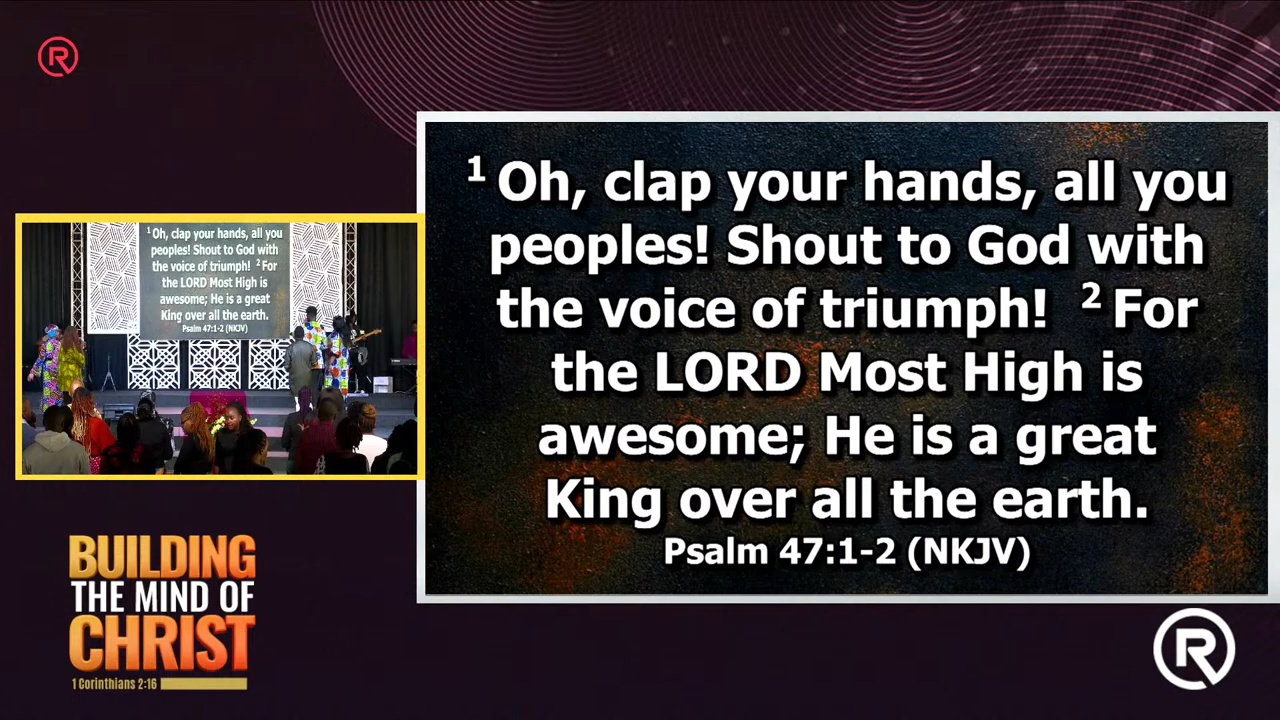 R
1 Oh, clap your hands, all you
peoples! Shout to God with
the voice of triumph! 2 For
the LORD Most High is
awesome; He is a great
King over all the earth.
Psalm 47:1-2 (NKJV)
1 Oh, clap your hands, all you
peoples! Shout to God with
the voice of triumph! 2 For
the LORD Most High is
awesome; He is a great
King over all the earth.
Psalm 47:1-2 (NKJV)
BUILDING
THE MIND OF
CHRIST
1 Corinthians 2:16
R